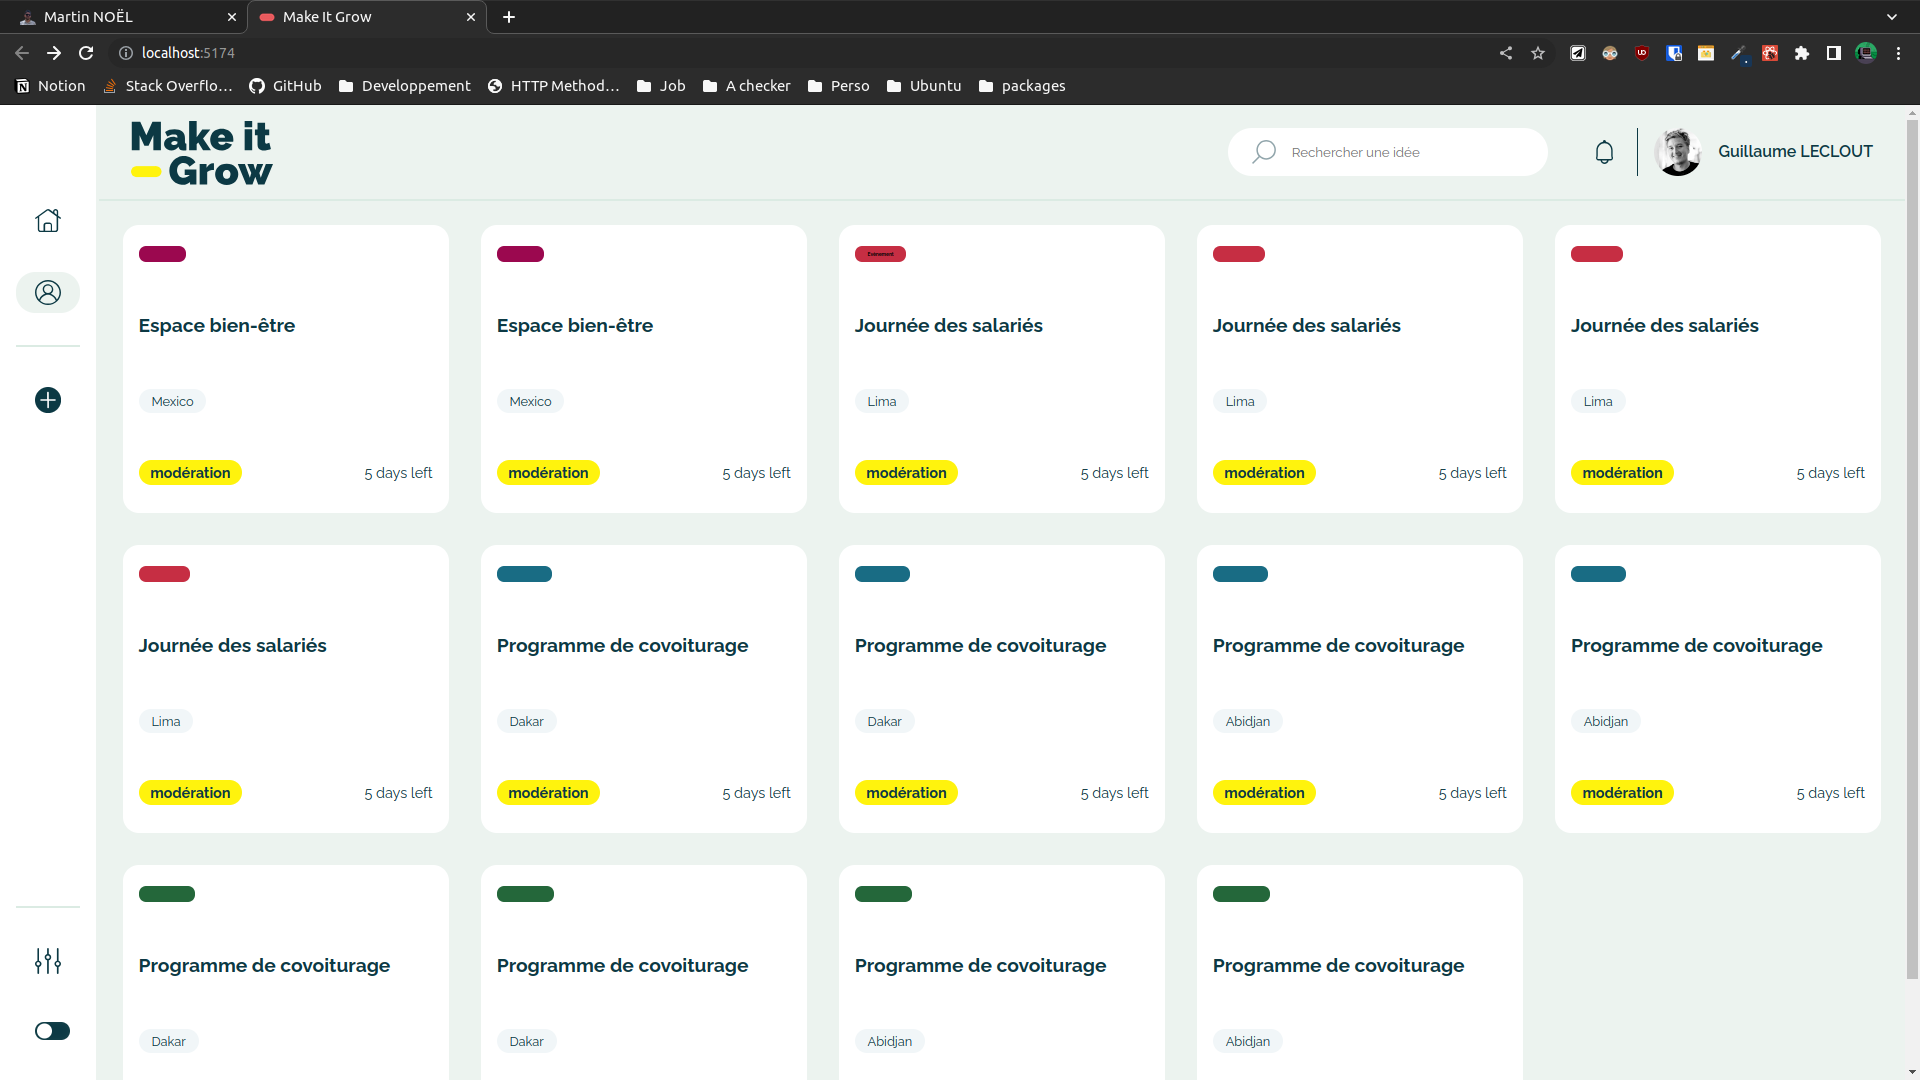 Martin NOËL
Make It Grow
localhost:5174
Notion
Stack Overflo...
GitHub
Developpement
HTTP Method...
Job
A checker
Perso
Ubuntu
packages
Make it
Grow
Rechercher une idée
Guillaume LECLOUT
Evénement
Espace bien-être
Espace bien-être
Journée des salariés
Journée des salariés
Journée des salariés
Mexico
Mexico
Lima
Lima
Lima
modération 5 days left
modération 5 days left
modération 5 days left
modération 5 days left
modération 5 days left
Journée des salariés
Programme de covoiturage
Programme de covoiturage
Programme de covoiturage
Programme de covoiturage
Lima
Dakar
Dakar
Abidjan
Abidjan
modération 5 days left
modération 5 days left
modération 5 days left
modération 5 days left
modération 5 days left
Programme de covoiturage
Programme de covoiturage
Programme de covoiturage
Programme de covoiturage
Dakar
Dakar
Abidjan
Abidjan